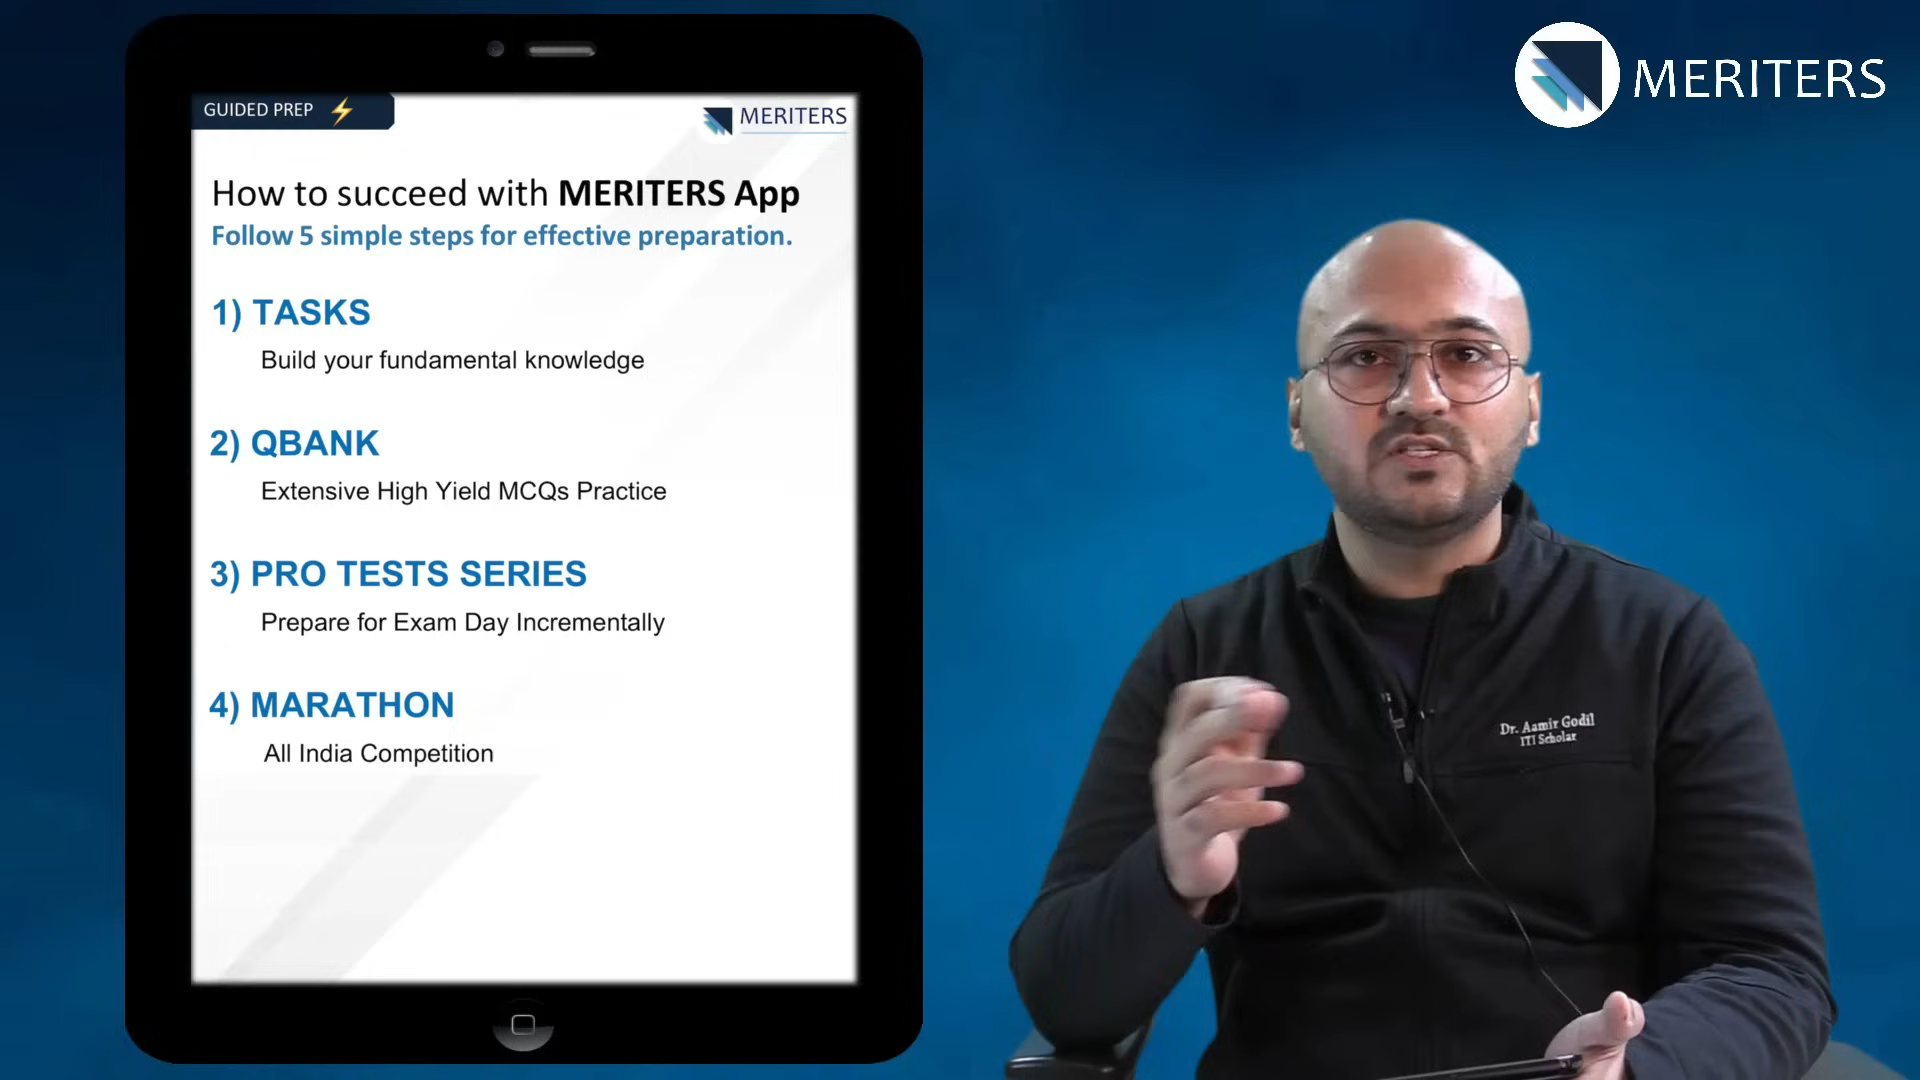 GUIDED PREP
MERITERS
How to succeed with MERITERS App
Follow 5 simple steps for effective preparation.
1) TASKS
Build your fundamental knowledge
2) QBANK
Extensive High Yield MCQs Practice
3) PRO TESTS SERIES
Prepare for Exam Day Incrementally
4) MARATHON
All India Competition
MERITERS
Dr. Aamir Godil
ITI Scholar